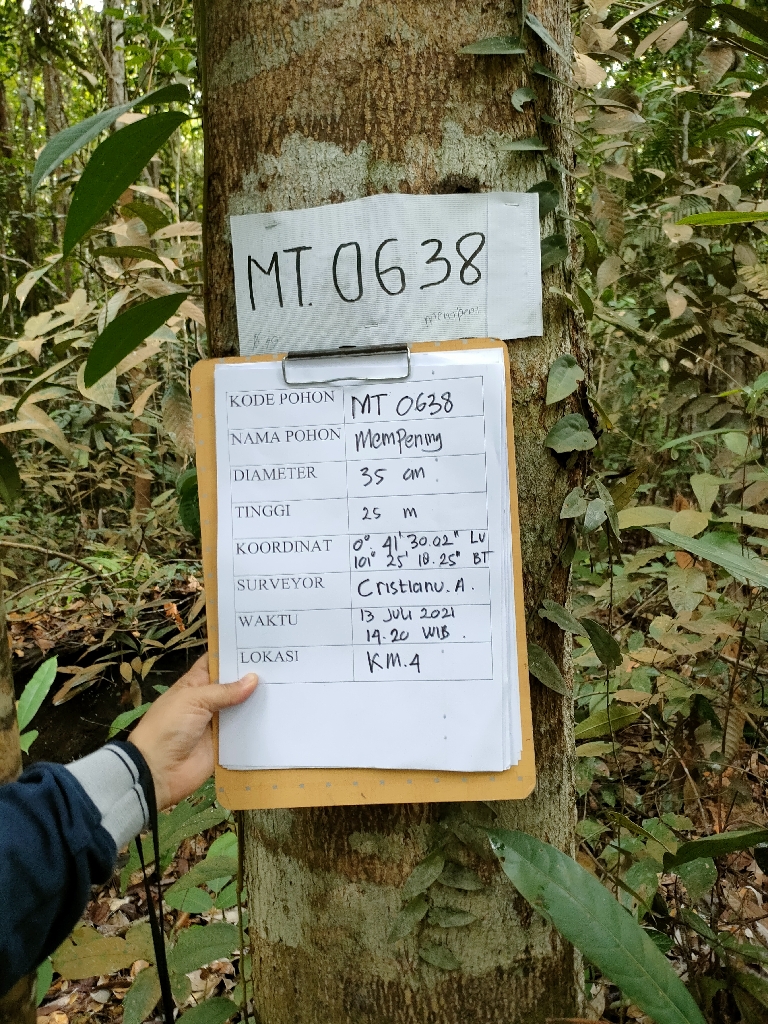 MT. 0638
KODE POHON MT 0638
NAMA POHON Mempening
DIAMETER 35 cm
TINGGI 25 m
KOORDINAT 0° 41' 30.02" LU
101° 25' 18.25" BT
SURVEYOR Cristianu. A.
WAKTU 13 Juli 2021
14.20 WIB.
LOKASI KM.4